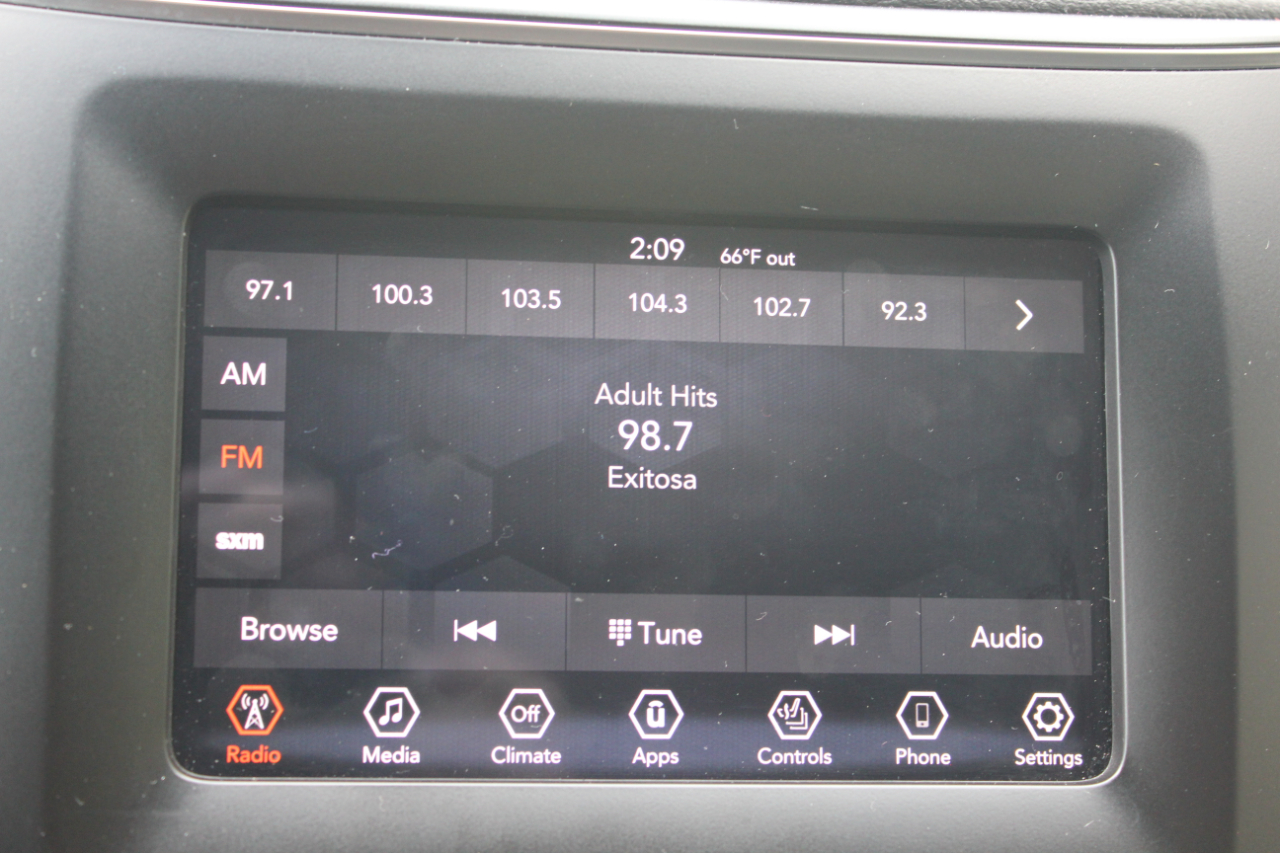 2:09 66°F out
97.1 100.3 103.5 104.3 102.7 92.3
AM
Adult Hits
98.7
FM
Exitosa
sxm
Browse Tune Audio
Off
Radio Media Climate Apps Controls Phone Settings